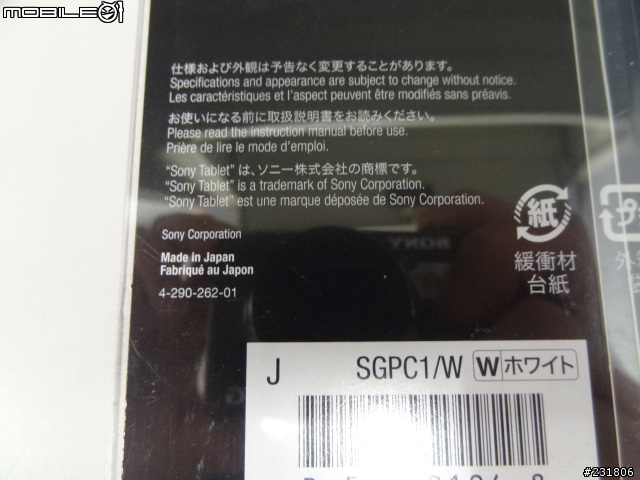 MOBILE01
仕様および外観は予告なく変更することがあります。
Specifications and appearance are subject to change without notice.
Les caractéristiques et l'aspect peuvent être modifiés sans préavis.
お使いになる前に取扱説明書をお読みください。
Please read the instruction manual before use.
Prière de lire le mode d'emploi.
"Sony Tablet" は、ソニー株式会社の商標です。
"Sony Tablet" is a trademark of Sony Corporation.
"Sony Tablet" est une marque déposée de Sony Corporation.
Sony Corporation
Made in Japan
Fabriqué au Japon
4-290-262-01
紙
緩衝材
台紙
プ
外
J SGPC1/W W ホワイト
#231806